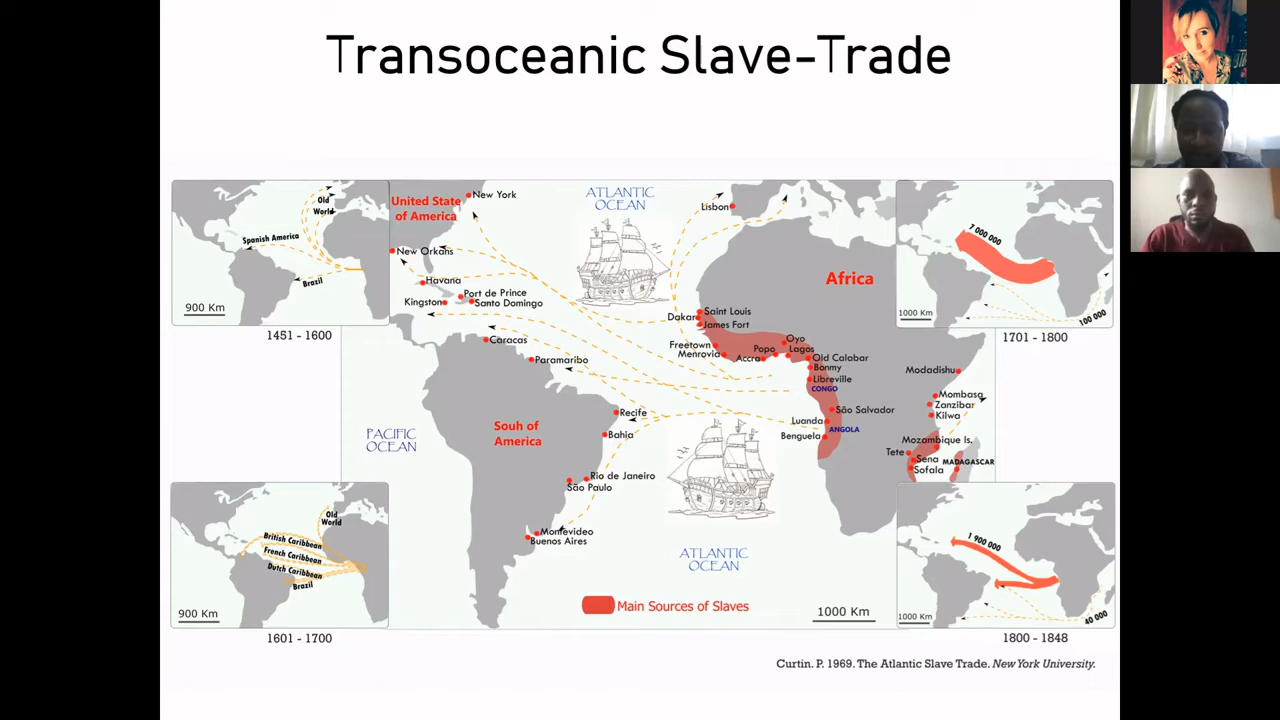 Transoceanic Slave-Trade
Old
World
Spanish America
Brazil
900 Km
1451 - 1600
United State
of America
New York
New Orkans
Havana
Port de Prince
Kingston
Santo Domingo
Caracas
Paramaribo
ATLANTIC
OCEAN
Lisbon
Africa
Saint Louis
Dakar
James Fort
Freetown
Menrovia
Oyo
Popo
Lagos
Accra
Old Calabar
Bonmy
Libreville
CONGO
São Salvador
Luanda
ANGOLA
Benguela
Modadishu
Mombasa
Zanzibar
Kilwa
Mozambique Is.
Tete
Sena
MADAGASCAR
Sofala
7 000 000
1000 Km
100 000
1701 - 1800
PACIFIC
OCEAN
Souh of
America
Recife
Bahia
Rio de Janeiro
São Paulo
Montevideo
Buenos Aires
ATLANTIC
OCEAN
Main Sources of Slaves
1000 Km
Old
World
British Caribbean
French Caribbean
Dutch Caribbean
Brazil
900 Km
1601 - 1700
1 900 000
1000 Km
40 000
1800 - 1848
Curtin. P. 1969. The Atlantic Slave Trade. New York University.